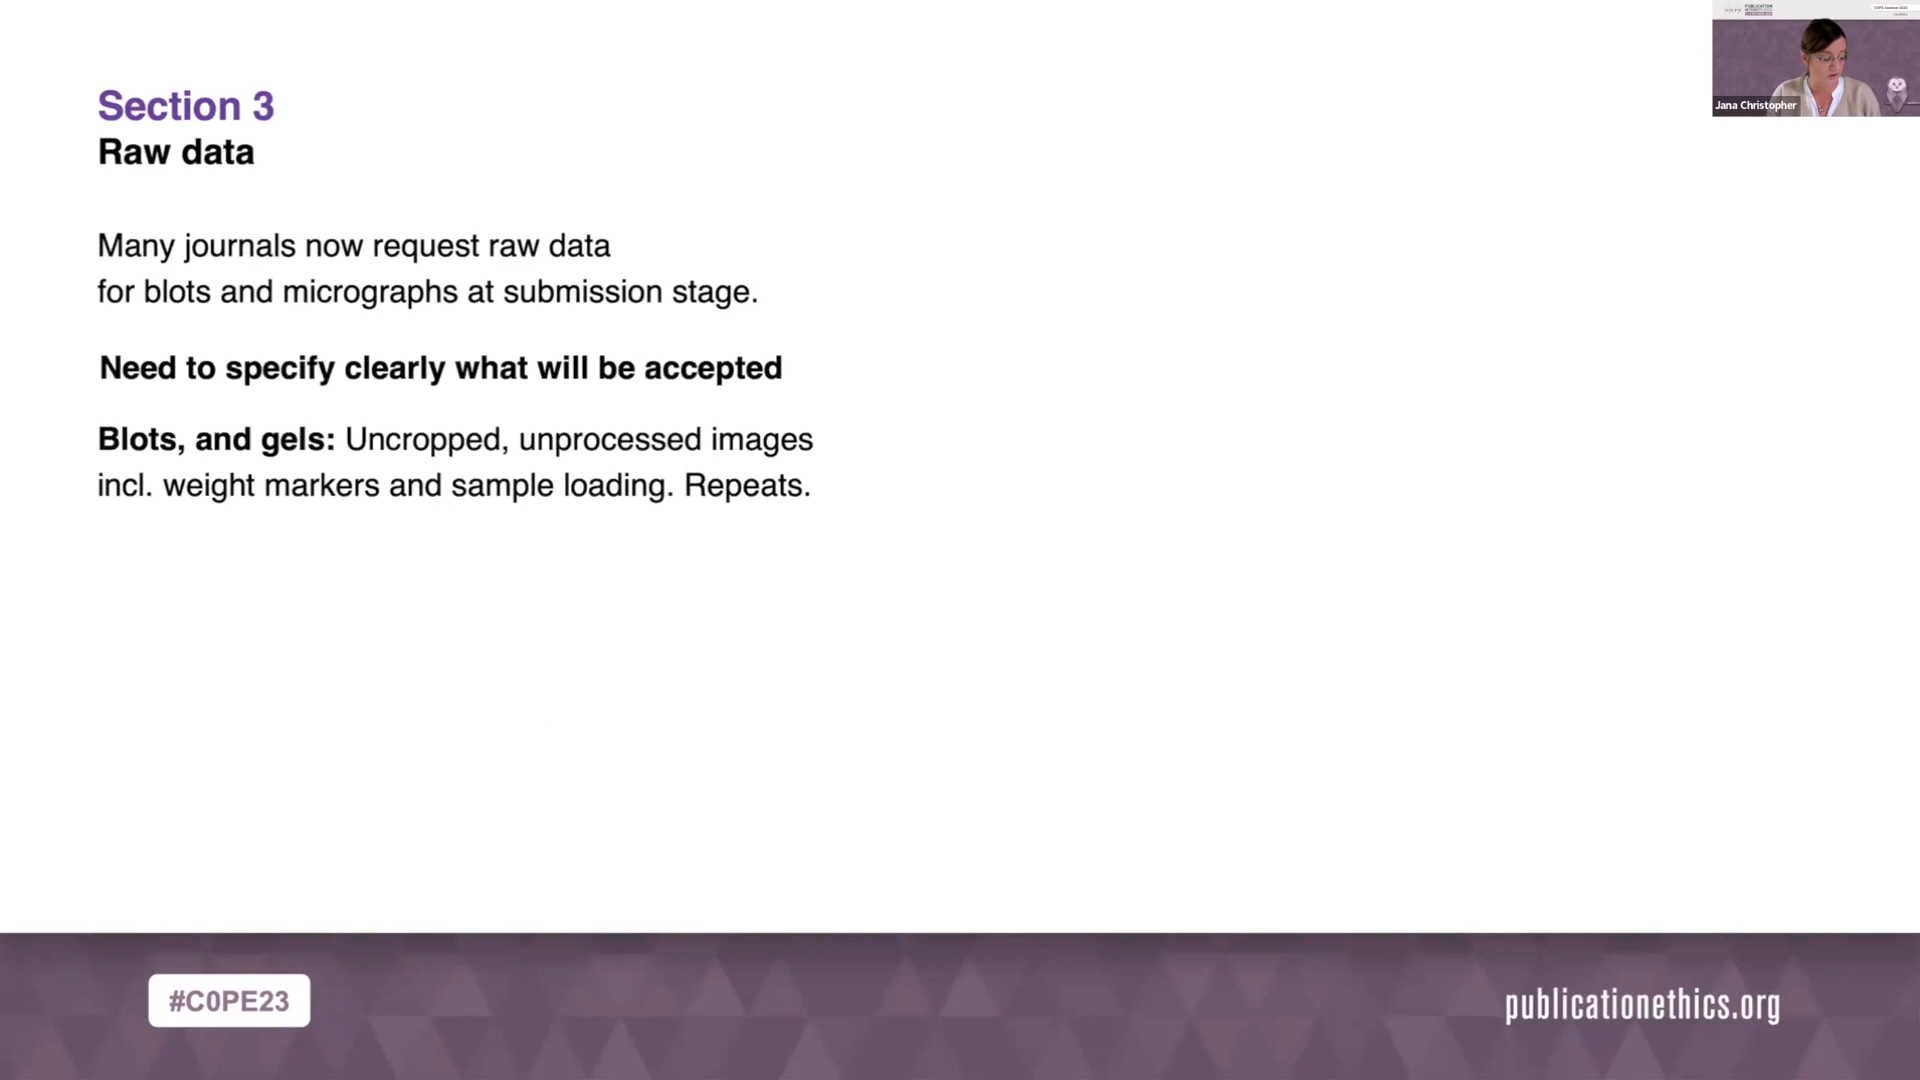 Section 3
Raw data
Many journals now request raw data
for blots and micrographs at submission stage.
Need to specify clearly what will be accepted
Blots, and gels: Uncropped, unprocessed images
incl. weight markers and sample loading. Repeats.
Jana Christopher
#C0PE23
publicationethics.org